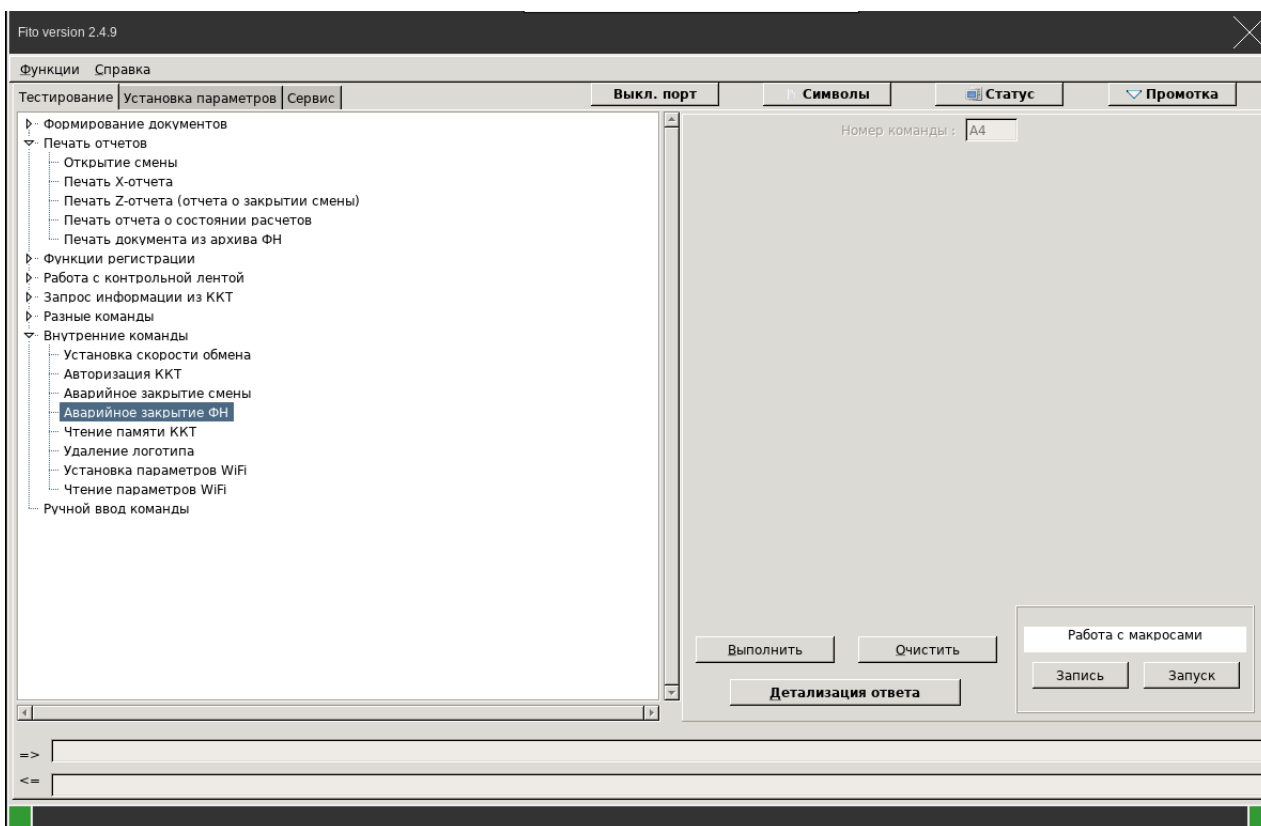 Fito version 2.4.9
Функции Справка
Тестирование Установка параметров Сервис Выкл. порт Символы Статус Промотка
Формирование документов
Печать отчетов
Открытие смены
Печать X-отчета
Печать Z-отчета (отчета о закрытии смены)
Печать отчета о состоянии расчетов
Печать документа из архива ФН
Функции регистрации
Работа с контрольной лентой
Запрос информации из ККТ
Разные команды
Внутренние команды
Установка скорости обмена
Авторизация ККТ
Аварийное закрытие смены
Аварийное закрытие ФН
Чтение памяти ККТ
Удаление логотипа
Установка параметров WiFi
Чтение параметров WiFi
Ручной ввод команды
Номер команды : A4
Выполнить Очистить
Детализация ответа
Работа с макросами
Запись Запуск
=>
<=